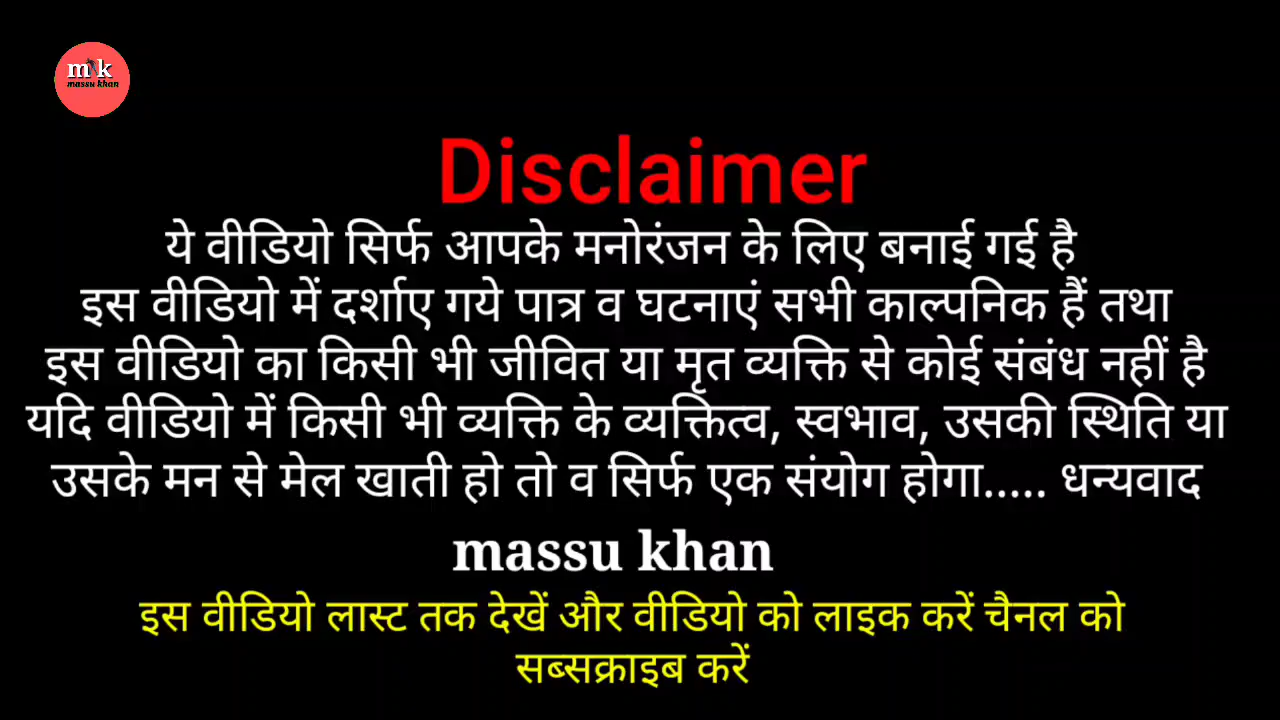 m k
massu khan
Disclaimer
ये वीडियो सिर्फ आपके मनोरंजन के लिए बनाई गई है
इस वीडियो में दर्शाए गये पात्र व घटनाएं सभी काल्पनिक हैं तथा
इस वीडियो का किसी भी जीवित या मृत व्यक्ति से कोई संबंध नहीं है
यदि वीडियो में किसी भी व्यक्ति के व्यक्तित्व, स्वभाव, उसकी स्थिति या
उसके मन से मेल खाती हो तो व सिर्फ एक संयोग होगा..... धन्यवाद
massu khan
इस वीडियो लास्ट तक देखें और वीडियो को लाइक करें चैनल को
सब्सक्राइब करें